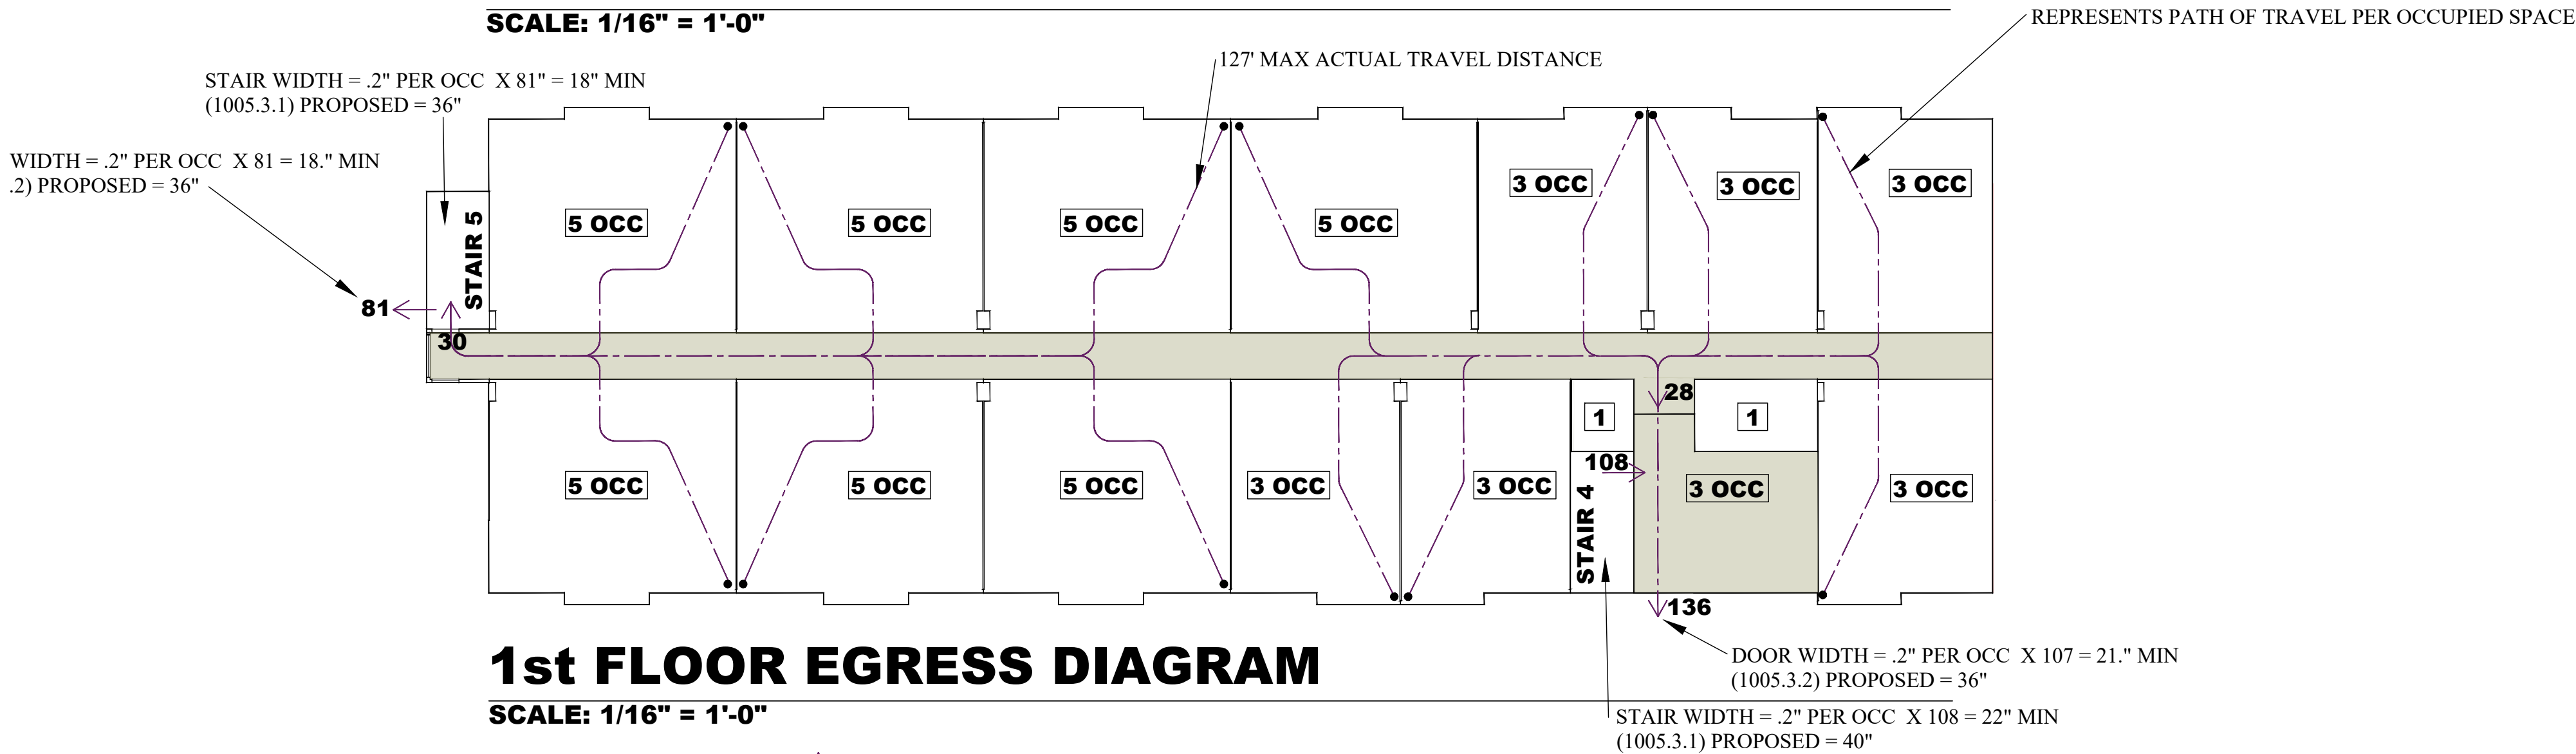 SCALE: 1/16" = 1'-0"
REPRESENTS PATH OF TRAVEL PER OCCUPIED SPACE
127' MAX ACTUAL TRAVEL DISTANCE
STAIR WIDTH = .2" PER OCC X 81" = 18" MIN
(1005.3.1) PROPOSED = 36"
WIDTH = .2" PER OCC X 81 = 18." MIN
.2) PROPOSED = 36"
3 OCC
3 OCC
3 OCC
5 OCC
5 OCC
5 OCC
5 OCC
STAIR 5
81
30
28
1
1
108
5 OCC
5 OCC
5 OCC
3 OCC
3 OCC
3 OCC
3 OCC
STAIR 4
136
1st FLOOR EGRESS DIAGRAM
DOOR WIDTH = .2" PER OCC X 107 = 21." MIN
(1005.3.2) PROPOSED = 36"
SCALE: 1/16" = 1'-0"
STAIR WIDTH = .2" PER OCC X 108 = 22" MIN
(1005.3.1) PROPOSED = 40"